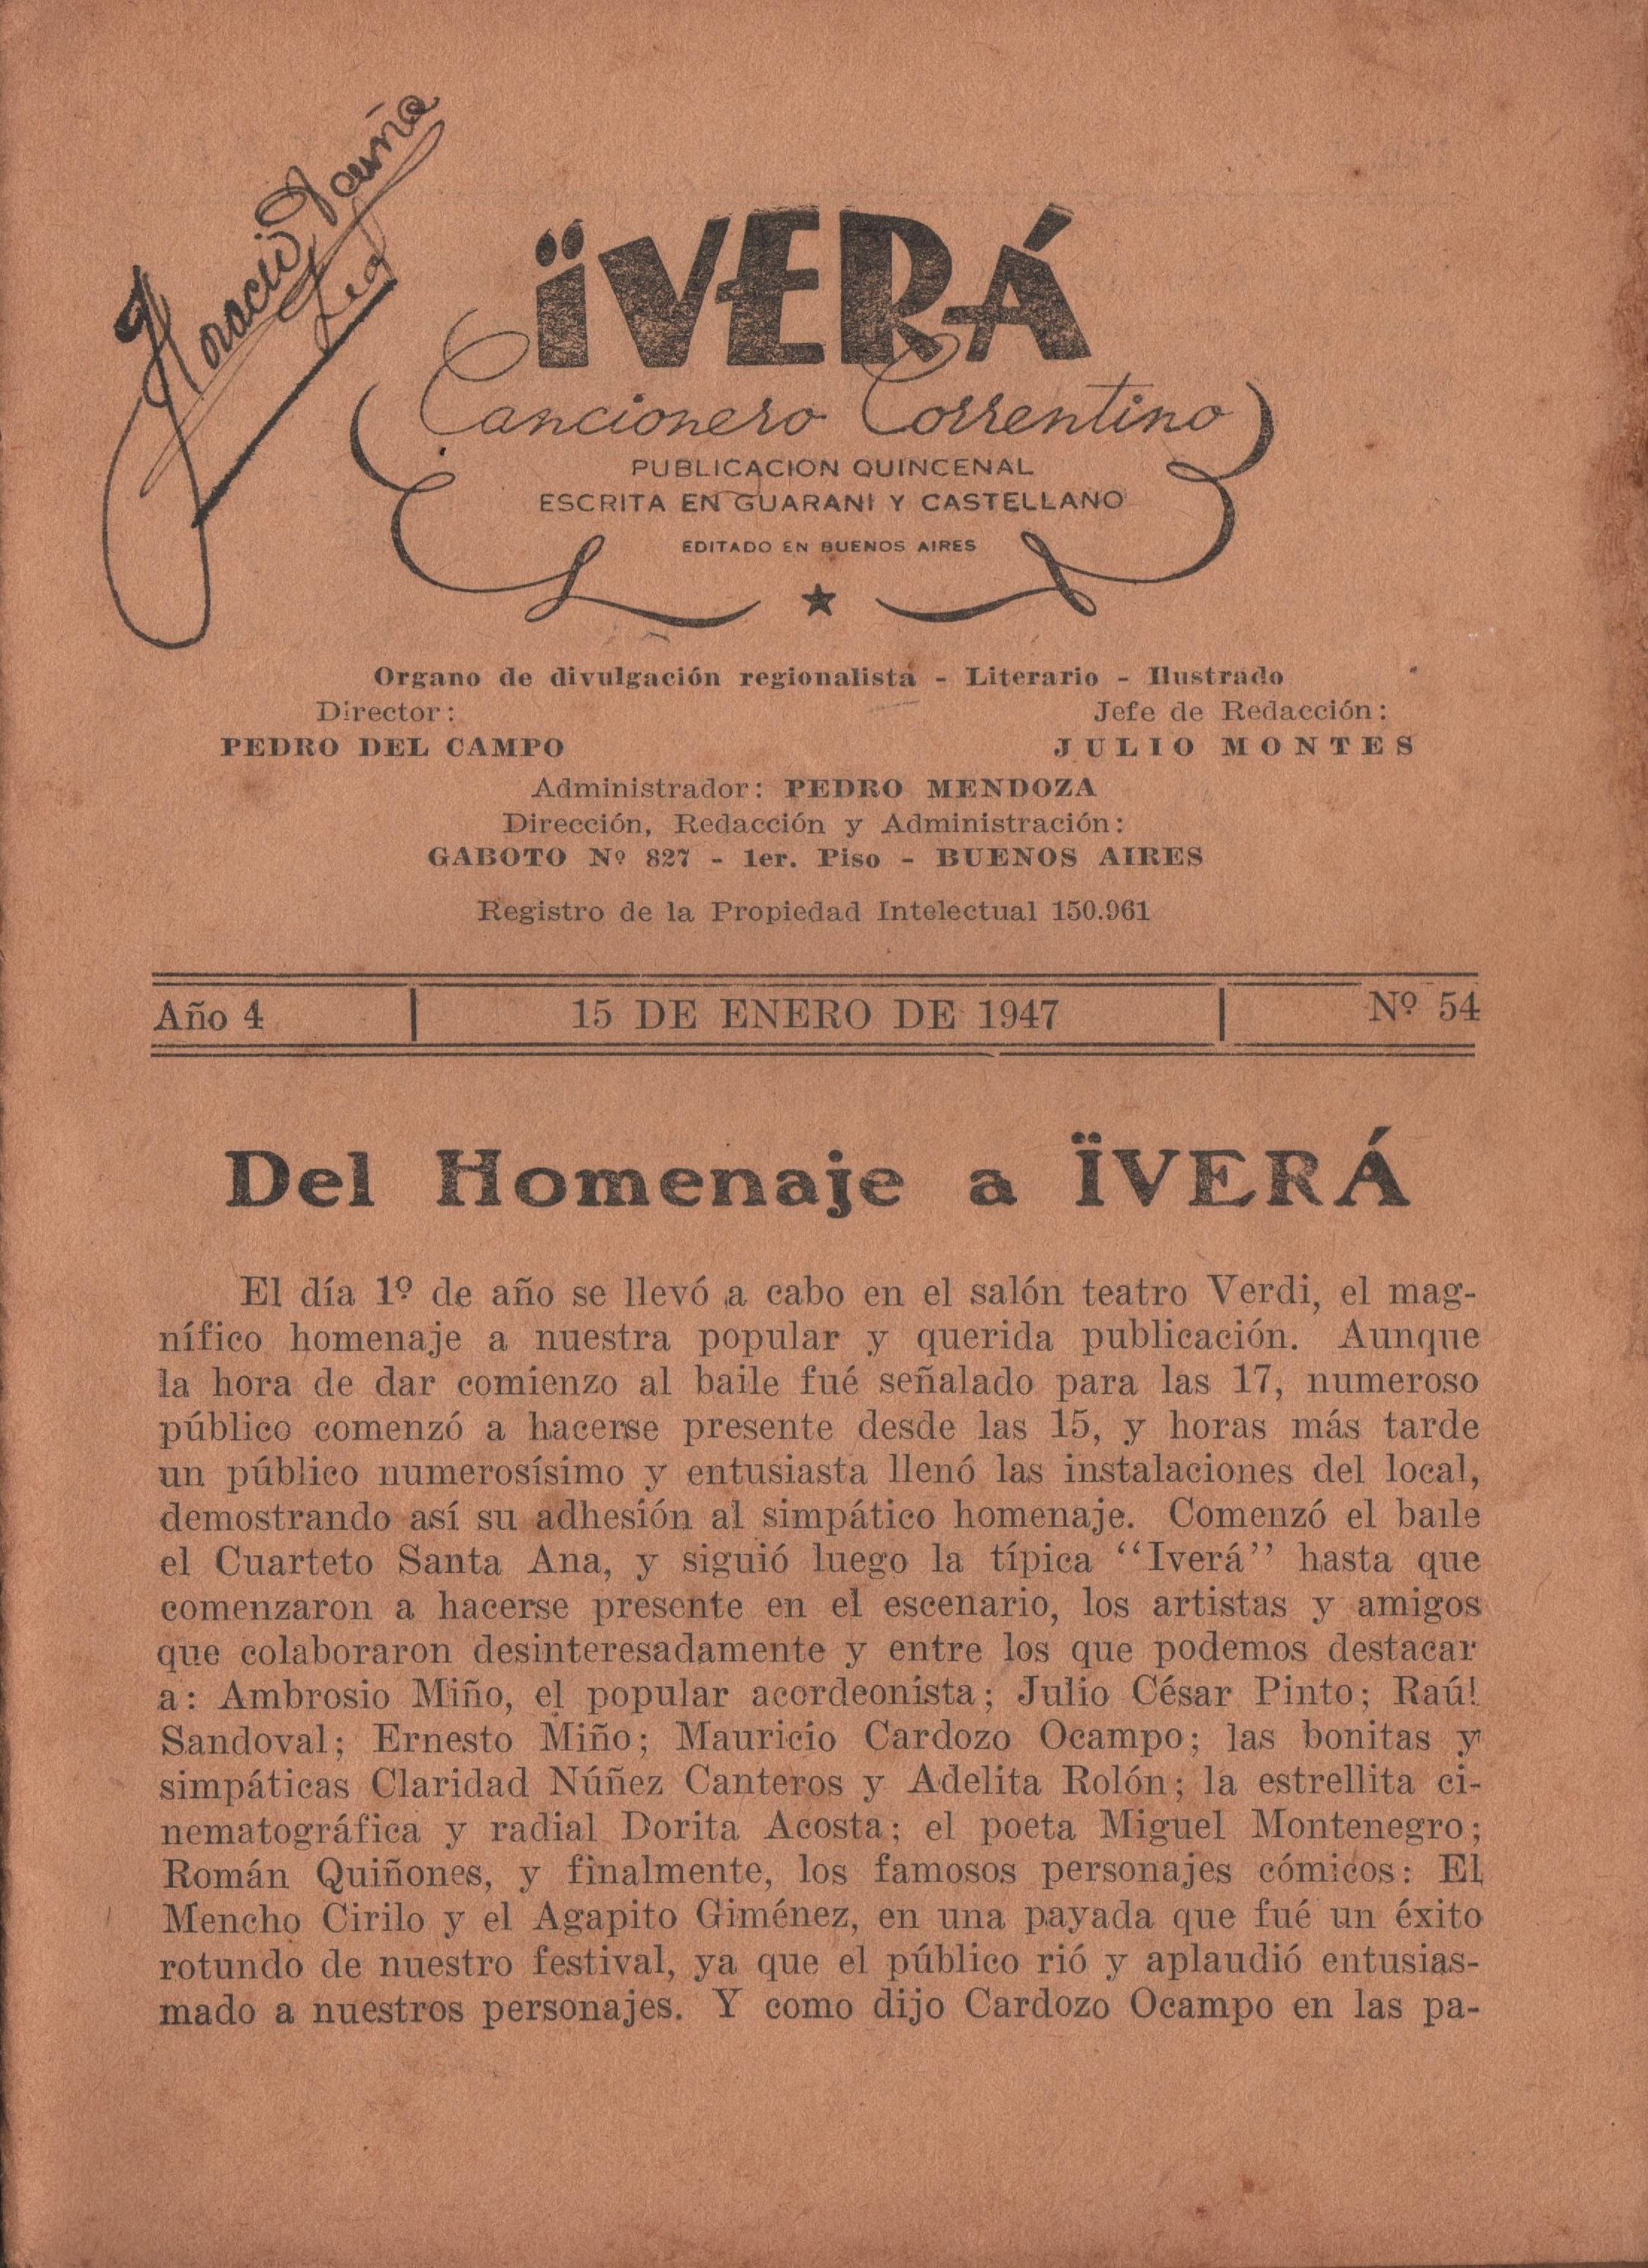 Horacio
ÏVERÁ
Cancionero Correntino
PUBLICACION QUINCENAL
ESCRITA EN GUARANI Y CASTELLANO
EDITADO EN BUENOS AIRES
Organo de divulgación regionalista - Literario - Ilustrado
Director: Jefe de Redacción:
PEDRO DEL CAMPO JULIO MONTES
Administrador: PEDRO MENDOZA
Dirección, Redacción y Administración:
GABOTO Nº 827 - 1er. Piso - BUENOS AIRES
Registro de la Propiedad Intelectual 150.961
Año 4 | 15 DE ENERO DE 1947 | Nº 54
Del Homenaje a ÏVERÁ
El día 1º de año se llevó a cabo en el salón teatro Verdi, el mag-
nífico homenaje a nuestra popular y querida publicación. Aunque
la hora de dar comienzo al baile fué señalado para las 17, numeroso
público comenzó a hacerse presente desde las 15, y horas más tarde
un público numerosísimo y entusiasta llenó las instalaciones del local,
demostrando así su adhesión al simpático homenaje. Comenzó el baile
el Cuarteto Santa Ana, y siguió luego la típica "Iverá" hasta que
comenzaron a hacerse presente en el escenario, los artistas y amigos
que colaboraron desinteresadamente y entre los que podemos destacar
a: Ambrosio Miño, el popular acordeonista; Julio César Pinto; Raúl
Sandoval; Ernesto Miño; Mauricio Cardozo Ocampo; las bonitas y
simpáticas Claridad Núñez Canteros y Adelita Rolón; la estrellita ci-
nematográfica y radial Dorita Acosta; el poeta Miguel Montenegro;
Román Quiñones, y finalmente, los famosos personajes cómicos: El
Mencho Cirilo y el Agapito Giménez, en una payada que fué un éxito
rotundo de nuestro festival, ya que el público rió y aplaudió entusias-
mado a nuestros personajes. Y como dijo Cardozo Ocampo en las pa-